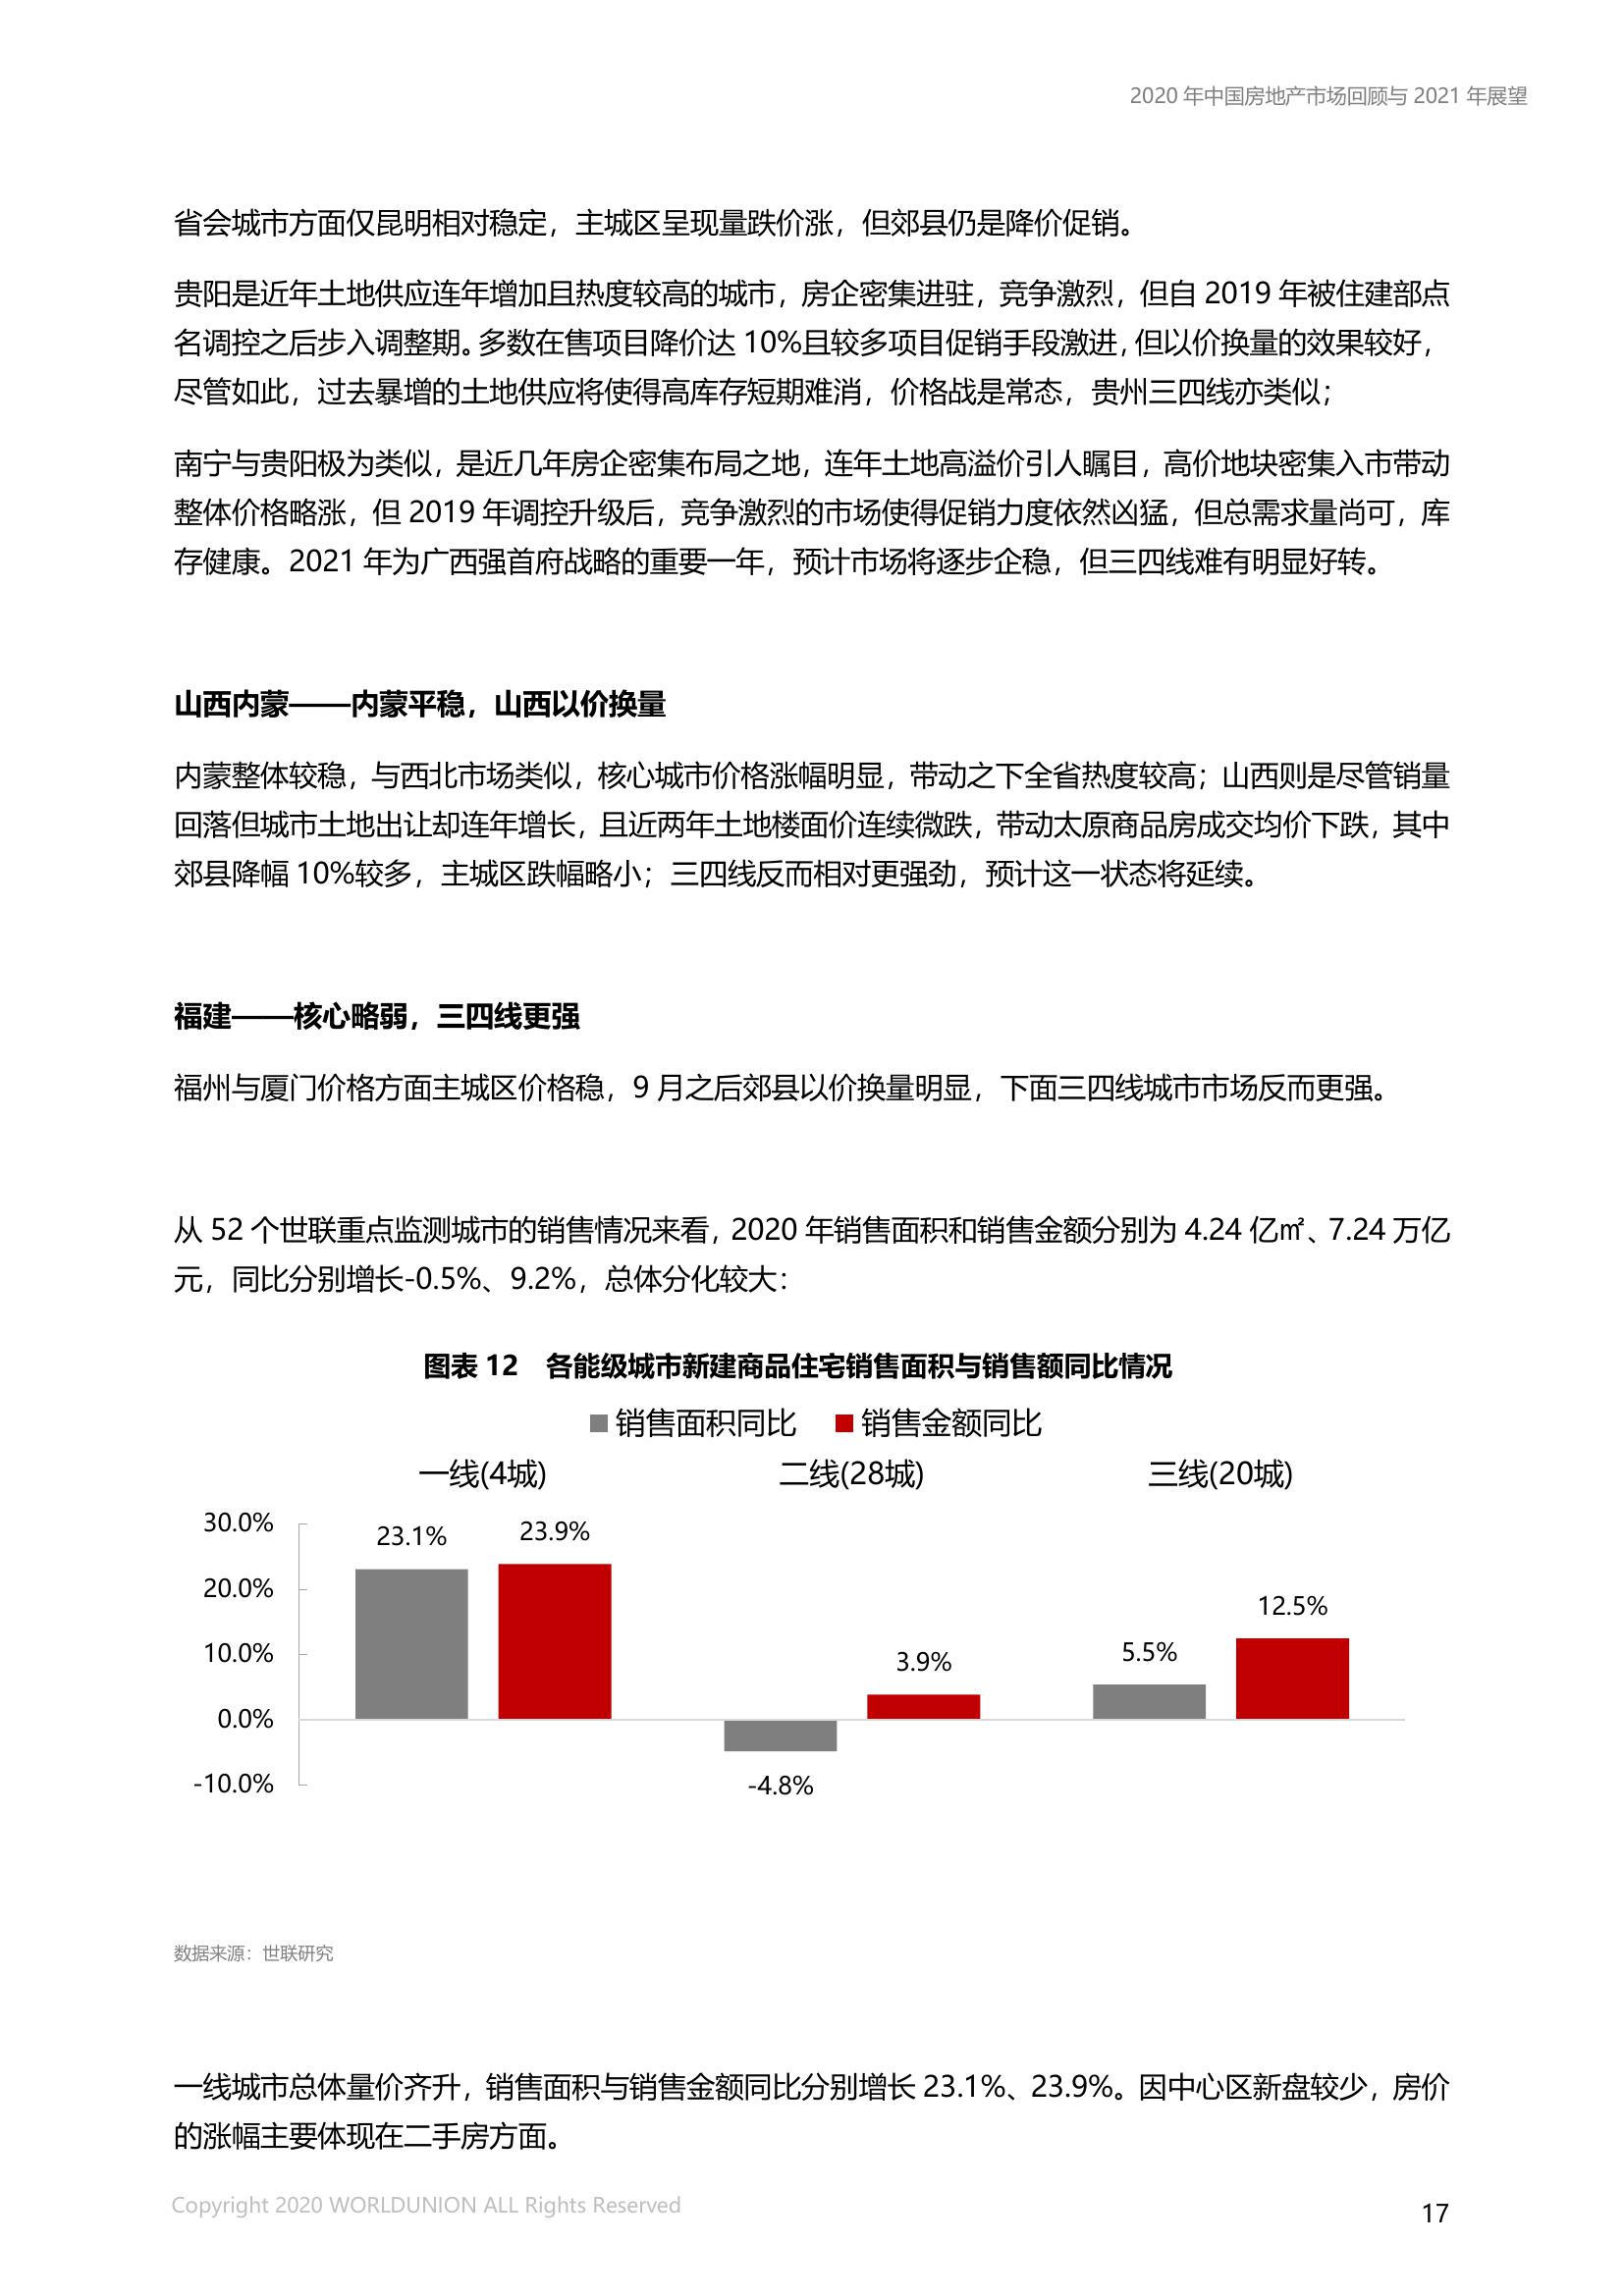 2020 年中国房地产市场回顾与 2021 年展望
省会城市方面仅昆明相对稳定，主城区呈现量跌价涨，但郊县仍是降价促销。
贵阳是近年土地供应连年增加且热度较高的城市，房企密集进驻，竞争激烈，但自 2019 年被住建部点
名调控之后步入调整期。多数在售项目降价达 10%且较多项目促销手段激进，但以价换量的效果较好，
尽管如此，过去暴增的土地供应将使得高库存短期难消，价格战是常态，贵州三四线亦类似；
南宁与贵阳极为类似，是近几年房企密集布局之地，连年土地高溢价引人瞩目，高价地块密集入市带动
整体价格略涨，但 2019 年调控升级后，竞争激烈的市场使得促销力度依然凶猛，但总需求量尚可，库
存健康。2021 年为广西强首府战略的重要一年，预计市场将逐步企稳，但三四线难有明显好转。
山西内蒙——内蒙平稳，山西以价换量
内蒙整体较稳，与西北市场类似，核心城市价格涨幅明显，带动之下全省热度较高；山西则是尽管销量
回落但城市土地出让却连年增长，且近两年土地楼面价连续微跌，带动太原商品房成交均价下跌，其中
郊县降幅 10%较多，主城区跌幅略小；三四线反而相对更强劲，预计这一状态将延续。
福建——核心略弱，三四线更强
福州与厦门价格方面主城区价格稳，9 月之后郊县以价换量明显，下面三四线城市市场反而更强。
从 52 个世联重点监测城市的销售情况来看，2020 年销售面积和销售金额分别为 4.24 亿㎡、7.24 万亿
元，同比分别增长-0.5%、9.2%，总体分化较大：
图表 12 各能级城市新建商品住宅销售面积与销售额同比情况
销售面积同比 销售金额同比
一线(4城) 二线(28城) 三线(20城)
30.0%
20.0%
10.0%
0.0%
-10.0%
23.1% 23.9%
-4.8% 3.9%
5.5% 12.5%
数据来源：世联研究
一线城市总体量价齐升，销售面积与销售金额同比分别增长 23.1%、23.9%。因中心区新盘较少，房价
的涨幅主要体现在二手房方面。
Copyright 2020 WORLDUNION ALL Rights Reserved
17